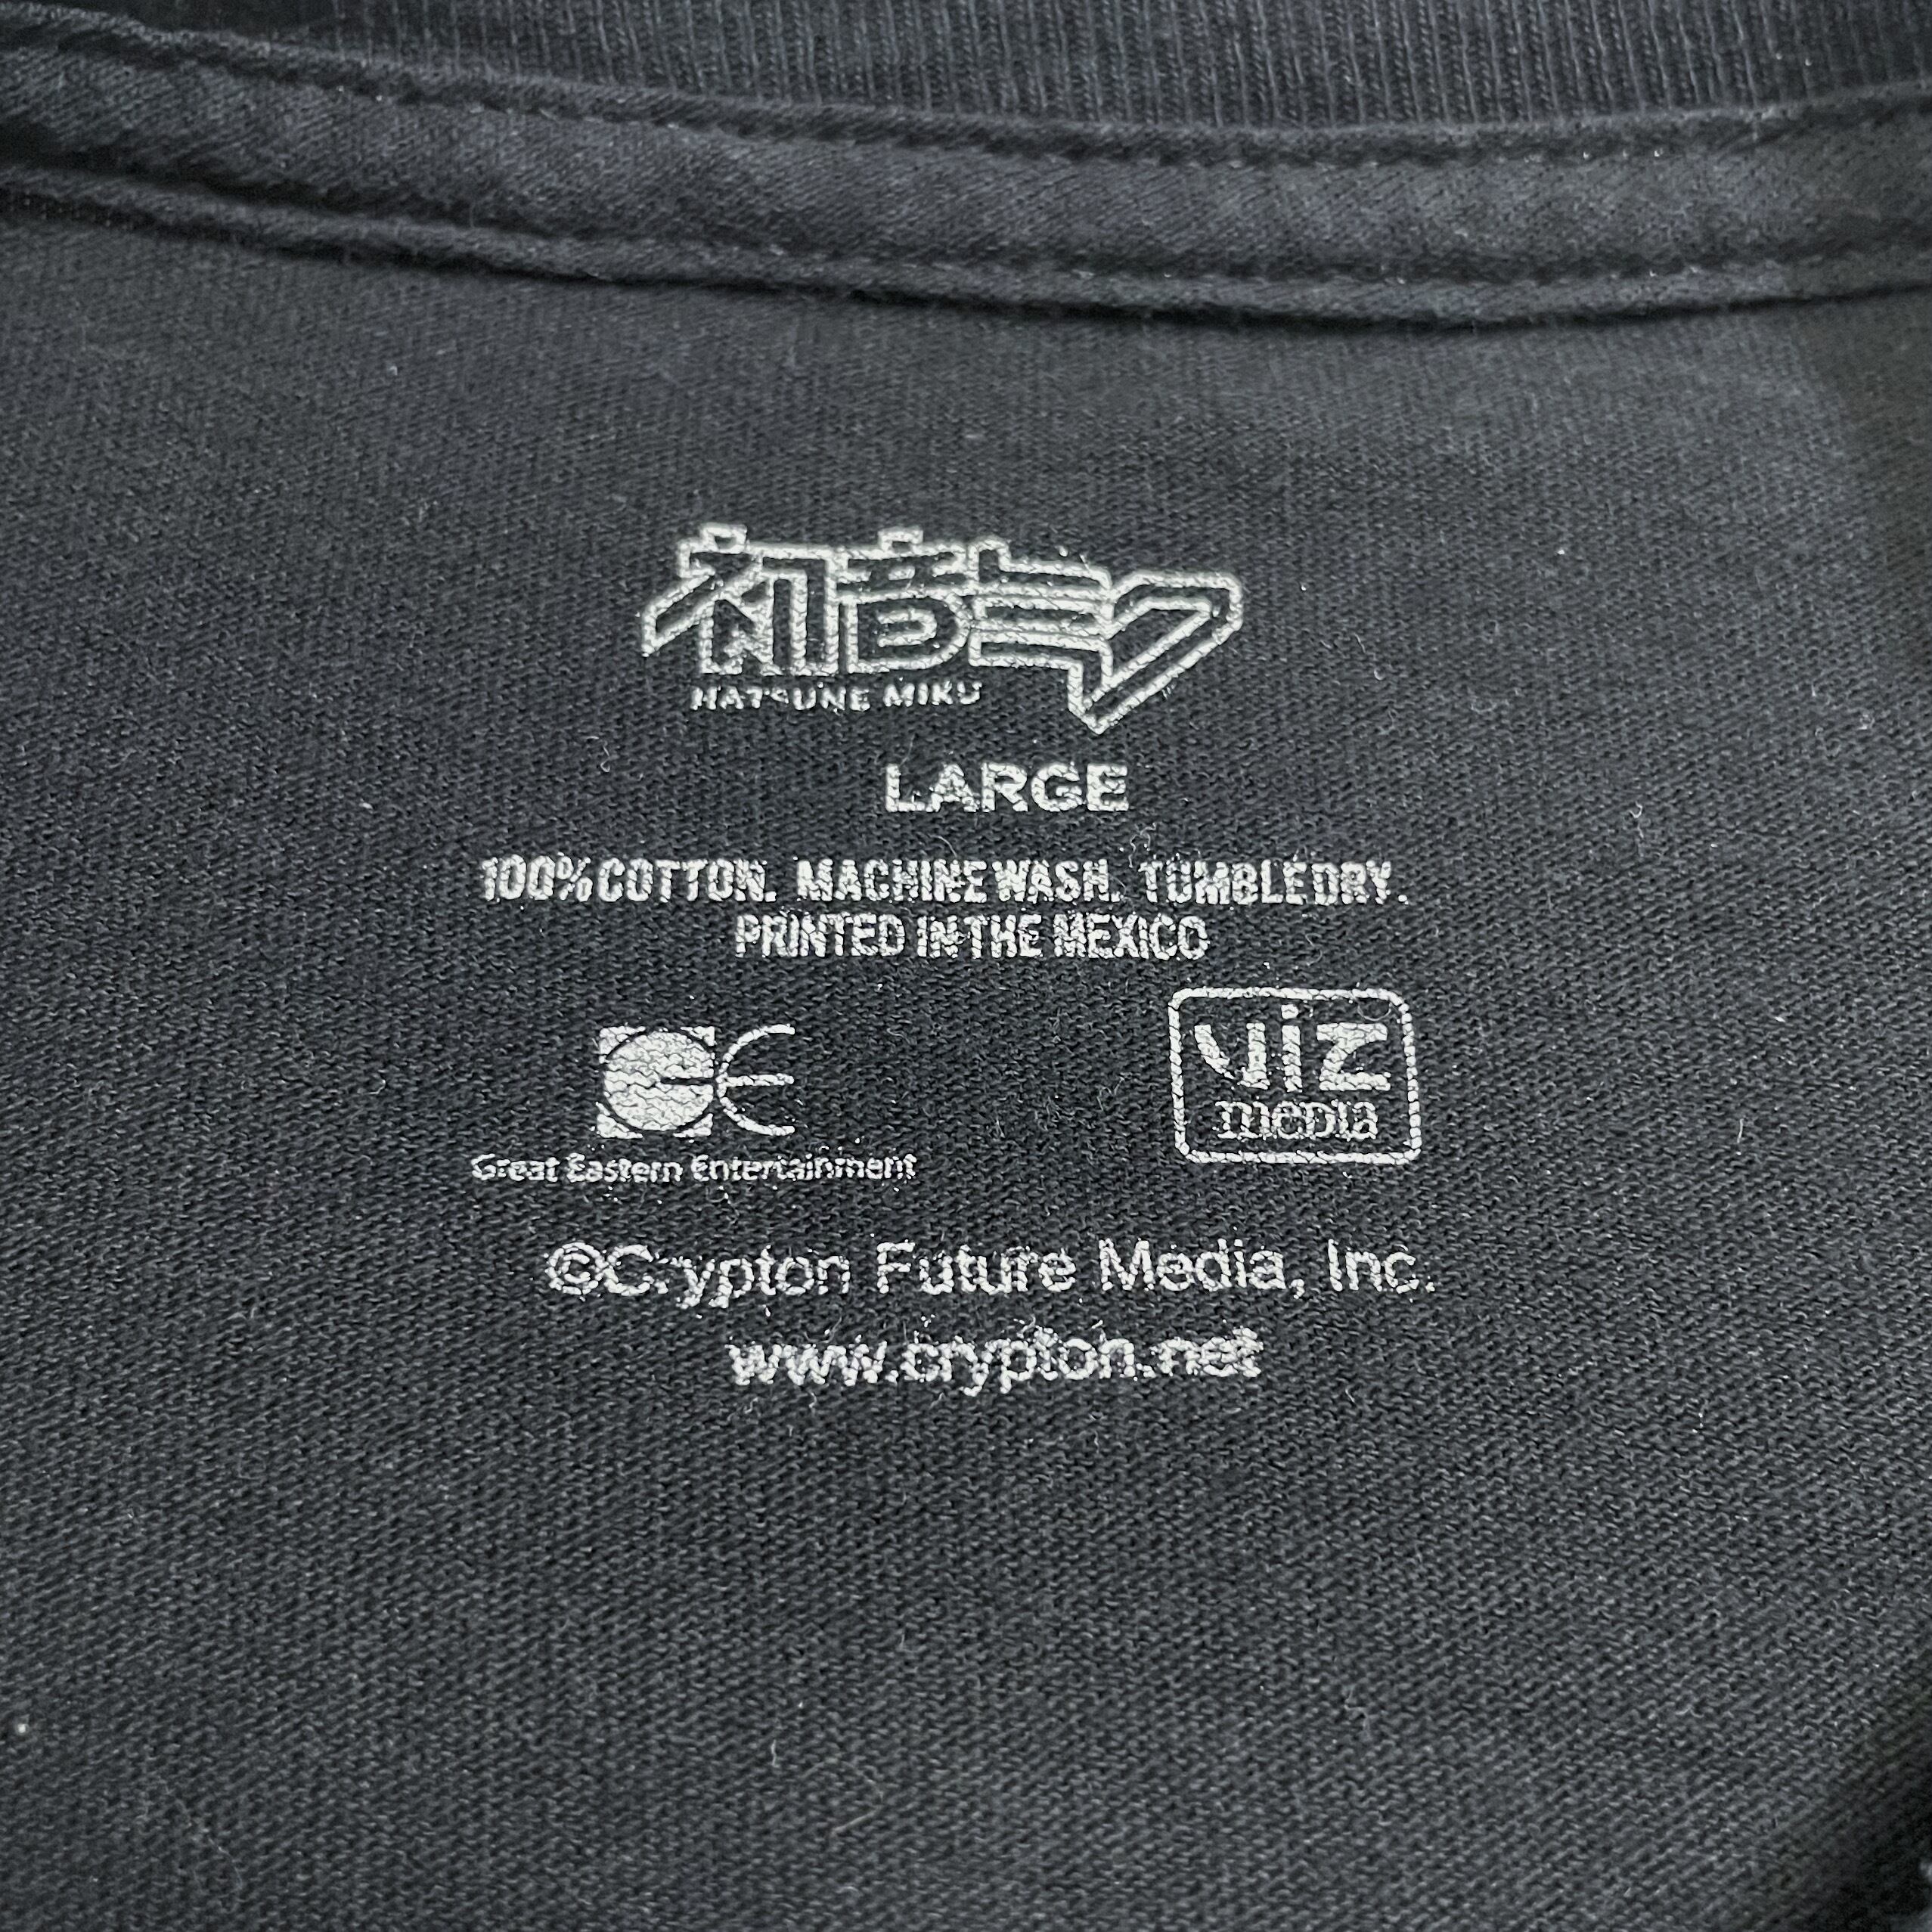 初音ミク
HATSUNE MIKU
LARGE
100% COTTON. MACHINE WASH. TUMBLE DRY.
PRINTED IN THE MEXICO
GE
Great Eastern Entertainment
viz
media
©Crypton Future Media, Inc.
www.crypton.net